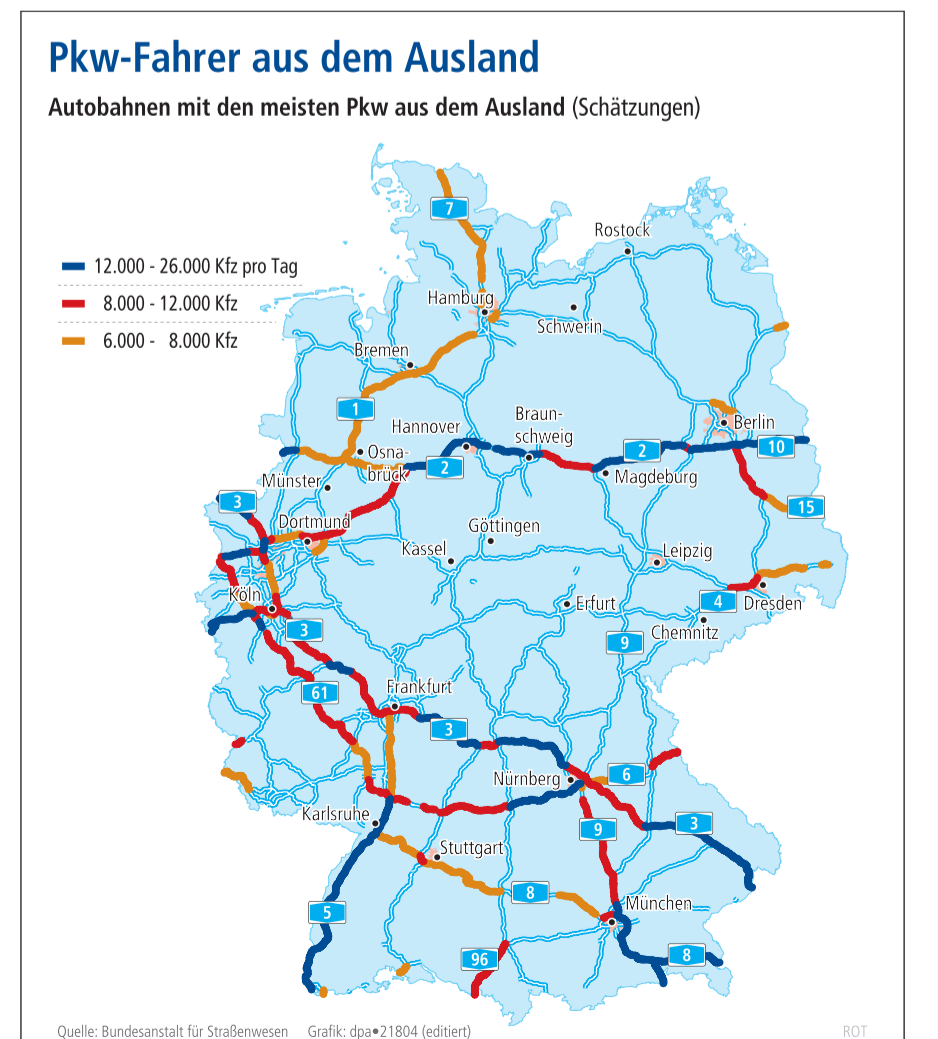 Pkw-Fahrer aus dem Ausland
Autobahnen mit den meisten Pkw aus dem Ausland (Schätzungen)
7
Rostock
12.000 - 26.000 Kfz pro Tag
8.000 - 12.000 Kfz
6.000 - 8.000 Kfz
Hamburg
Schwerin
Bremen
1
Hannover
Braun-
schweig
Berlin
2
10
Osna-
brück
2
Magdeburg
Münster
3
15
Dortmund
Göttingen
Kassel
Leipzig
Köln
Erfurt
4
Dresden
3
Chemnitz
9
61
Frankfurt
3
Nürnberg
6
Karlsruhe
3
9
Stuttgart
8
München
5
96
8
Quelle: Bundesanstalt für Straßenwesen Grafik: dpa•21804 (editiert) ROT